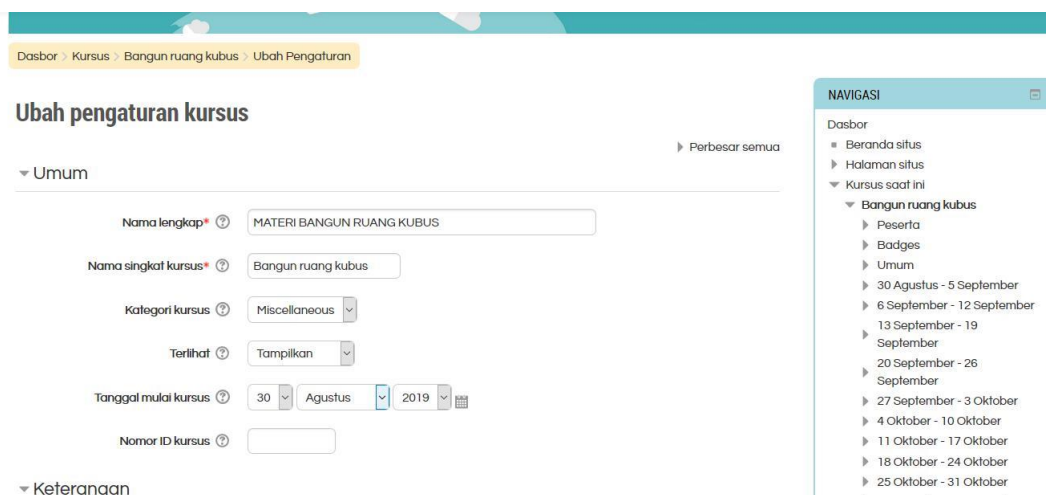 Dasbor > Kursus > Bangun ruang kubus > Ubah Pengaturan
Ubah pengaturan kursus
Perbesar semua
Umum
Nama lengkap* MATERI BANGUN RUANG KUBUS
Nama singkat kursus* Bangun ruang kubus
Kategori kursus Miscellaneous
Terlihat Tampilkan
Tanggal mulai kursus 30 Agustus 2019
Nomor ID kursus
Keterangan
NAVIGASI
Dasbor
Beranda situs
Halaman situs
Kursus saat ini
Bangun ruang kubus
Peserta
Badges
Umum
30 Agustus - 5 September
6 September - 12 September
13 September - 19
September
20 September - 26
September
27 September - 3 Oktober
4 Oktober - 10 Oktober
11 Oktober - 17 Oktober
18 Oktober - 24 Oktober
25 Oktober - 31 Oktober